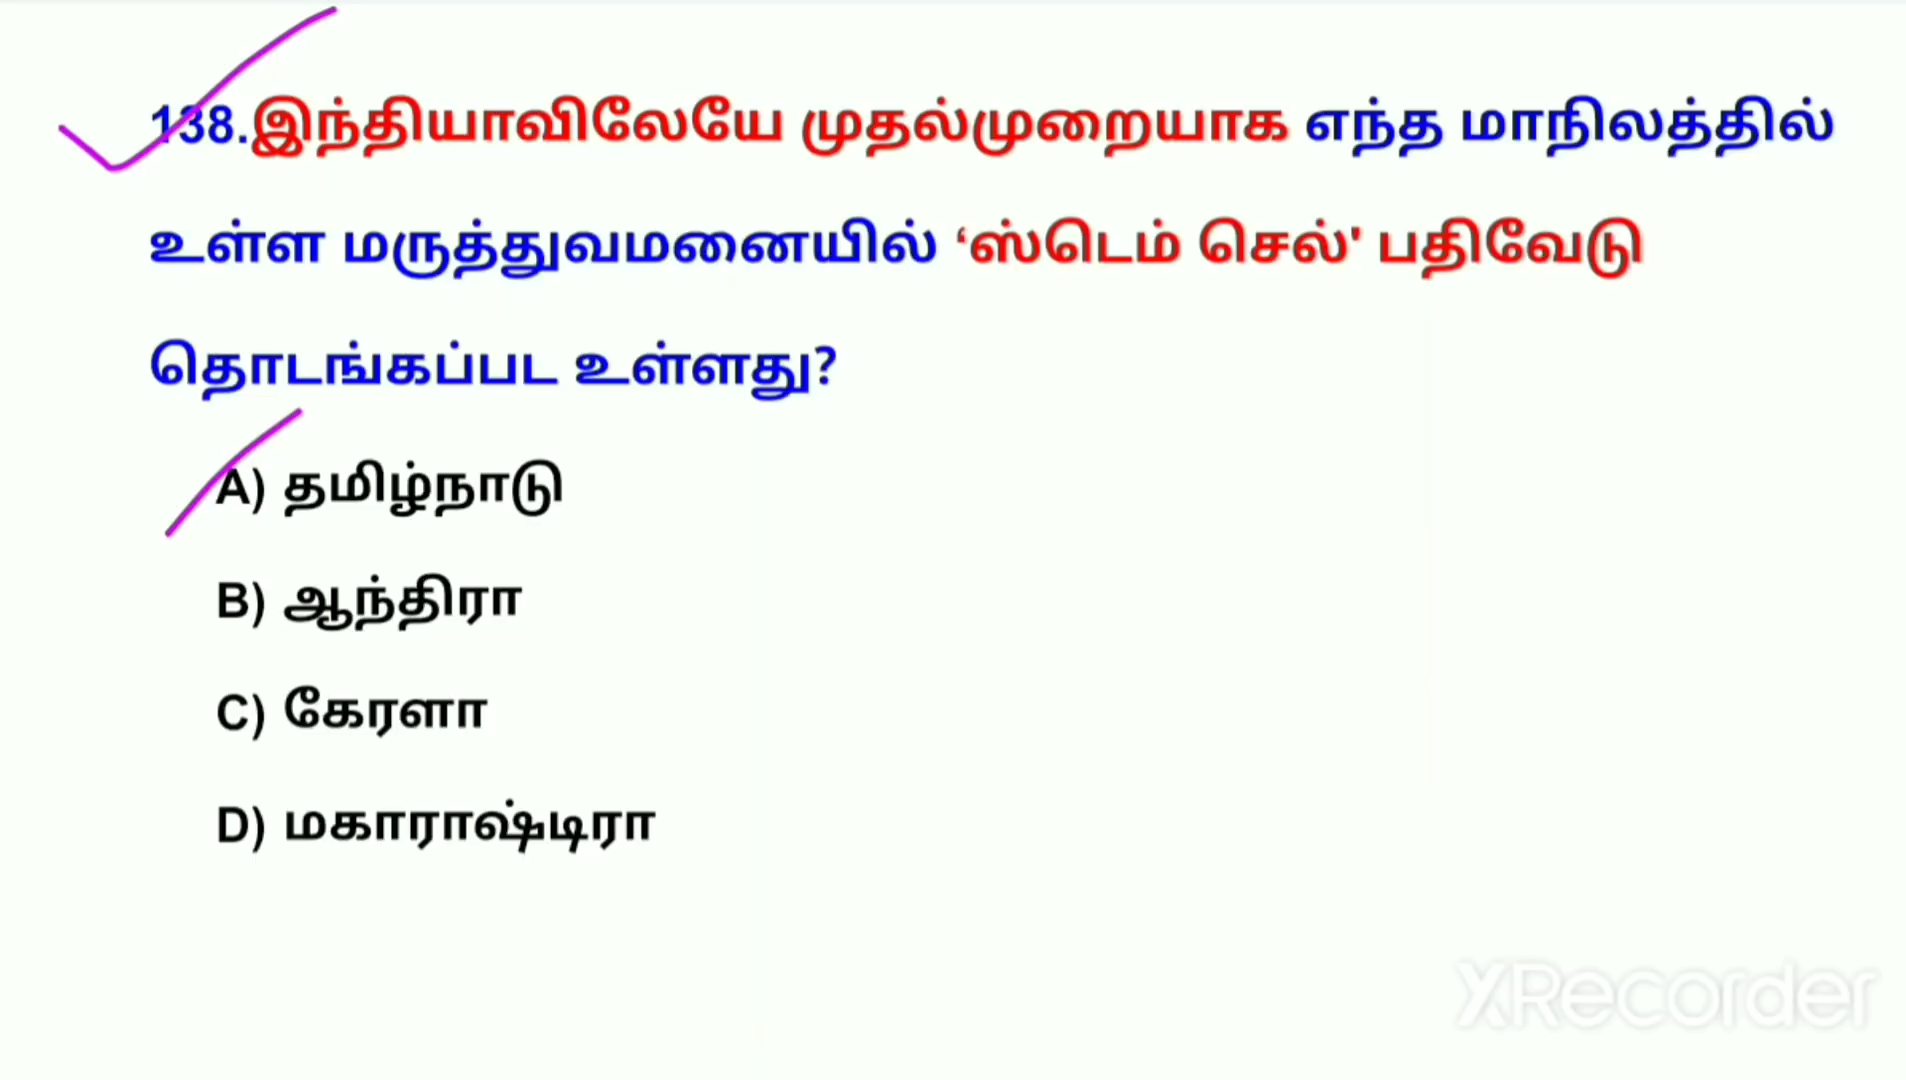 138.இந்தியாவிலேயே முதல்முறையாக எந்த மாநிலத்தில்
உள்ள மருத்துவமனையில் ‘ஸ்டெம் செல்' பதிவேடு
தொடங்கப்பட உள்ளது?
A) தமிழ்நாடு
B) ஆந்திரா
C) கேரளா
D) மகாராஷ்டிரா
XRecorder